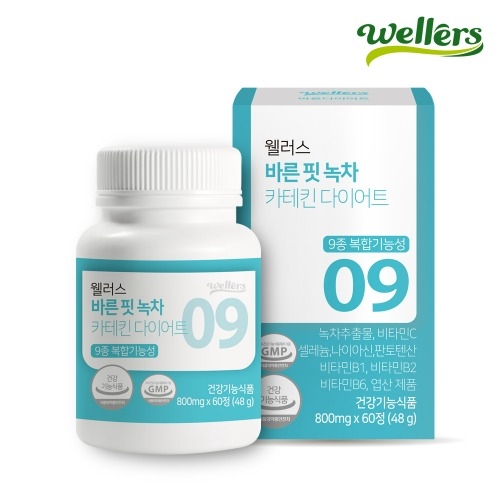 wellers
웰러스
바른 핏 녹차
카테킨 다이어트
9종 복합기능성
09
녹차추출물, 비타민C
셀레늄,나이아신,판토텐산
비타민B1, 비타민B2
비타민B6, 엽산 제품
GMP
건강
기능식품
건강기능식품
800mg x 60정 (48 g)
wellers
웰러스
바른 핏 녹차
카테킨 다이어트
09
9종 복합기능성
건강
기능식품
GMP
건강기능식품
800mg x 60정 (48 g)